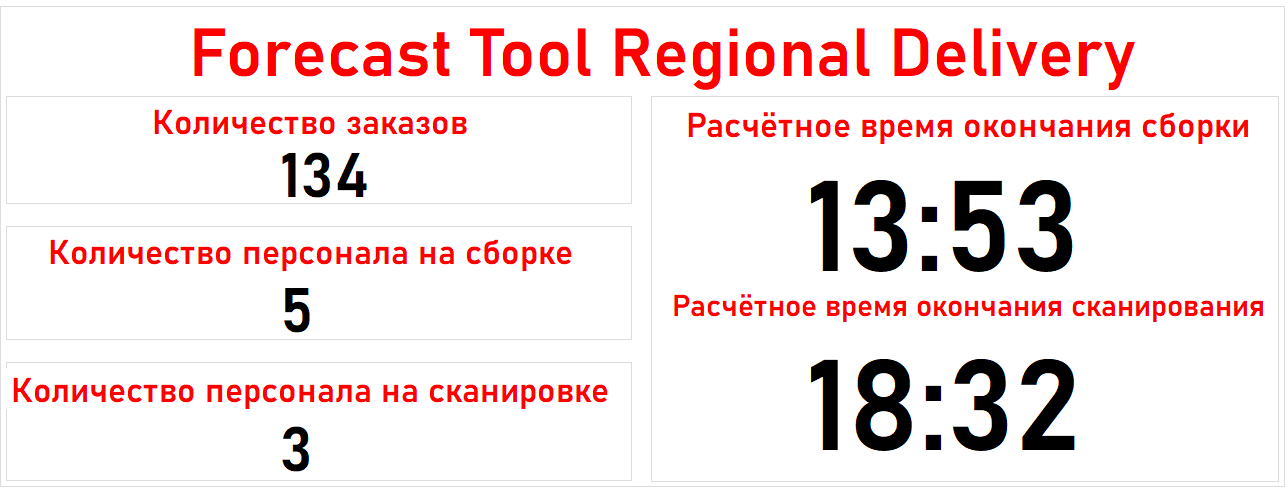 Forecast Tool Regional Delivery
Количество заказов
134
Количество персонала на сборке
5
Количество персонала на сканировке
3
Расчётное время окончания сборки
13:53
Расчётное время окончания сканирования
18:32